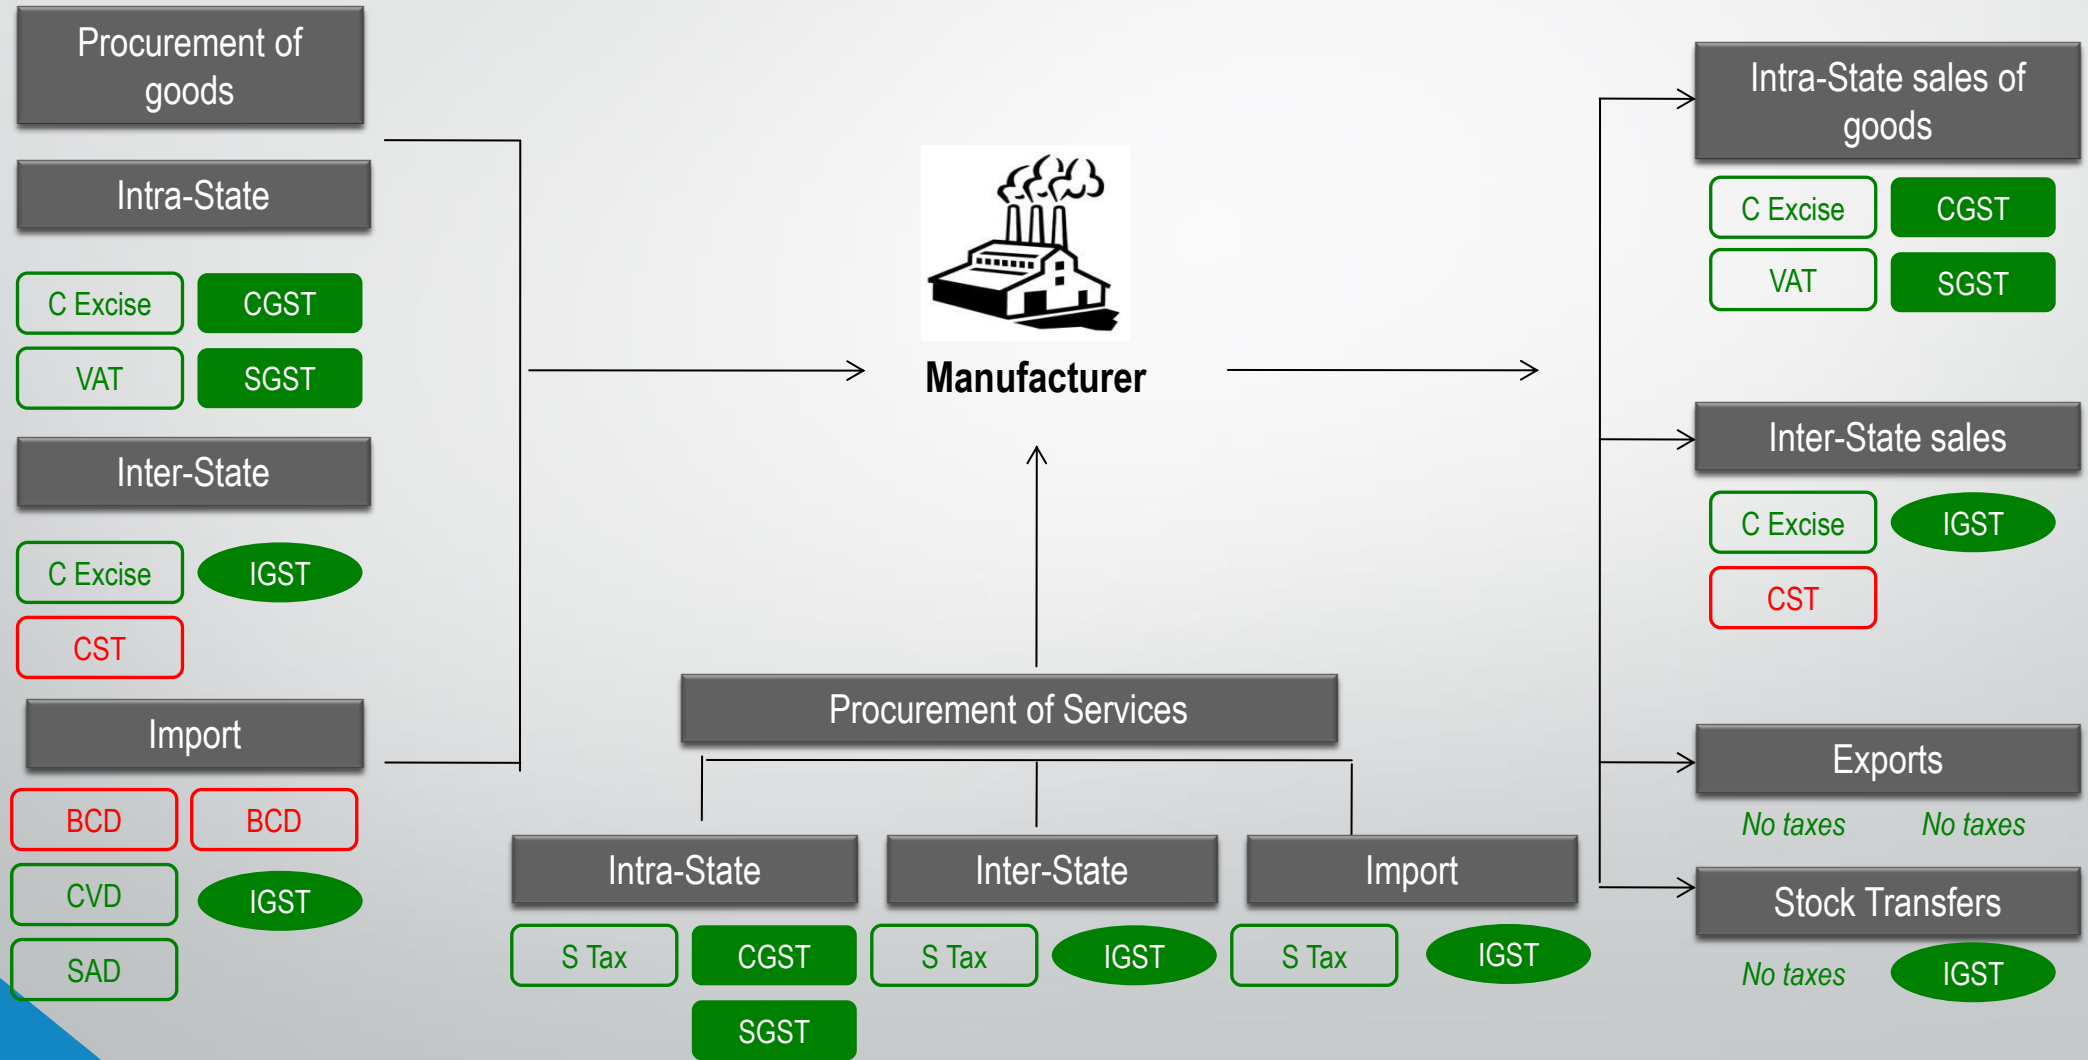 Procurement of
goods
Intra-State
C Excise CGST
VAT SGST
Inter-State
C Excise IGST
CST
Import
BCD BCD
CVD IGST
SAD
Manufacturer
Procurement of Services
Intra-State
S Tax CGST
SGST
Inter-State
S Tax IGST
Import
S Tax IGST
Intra-State sales of
goods
C Excise CGST
VAT SGST
Inter-State sales
C Excise IGST
CST
Exports
No taxes No taxes
Stock Transfers
No taxes IGST